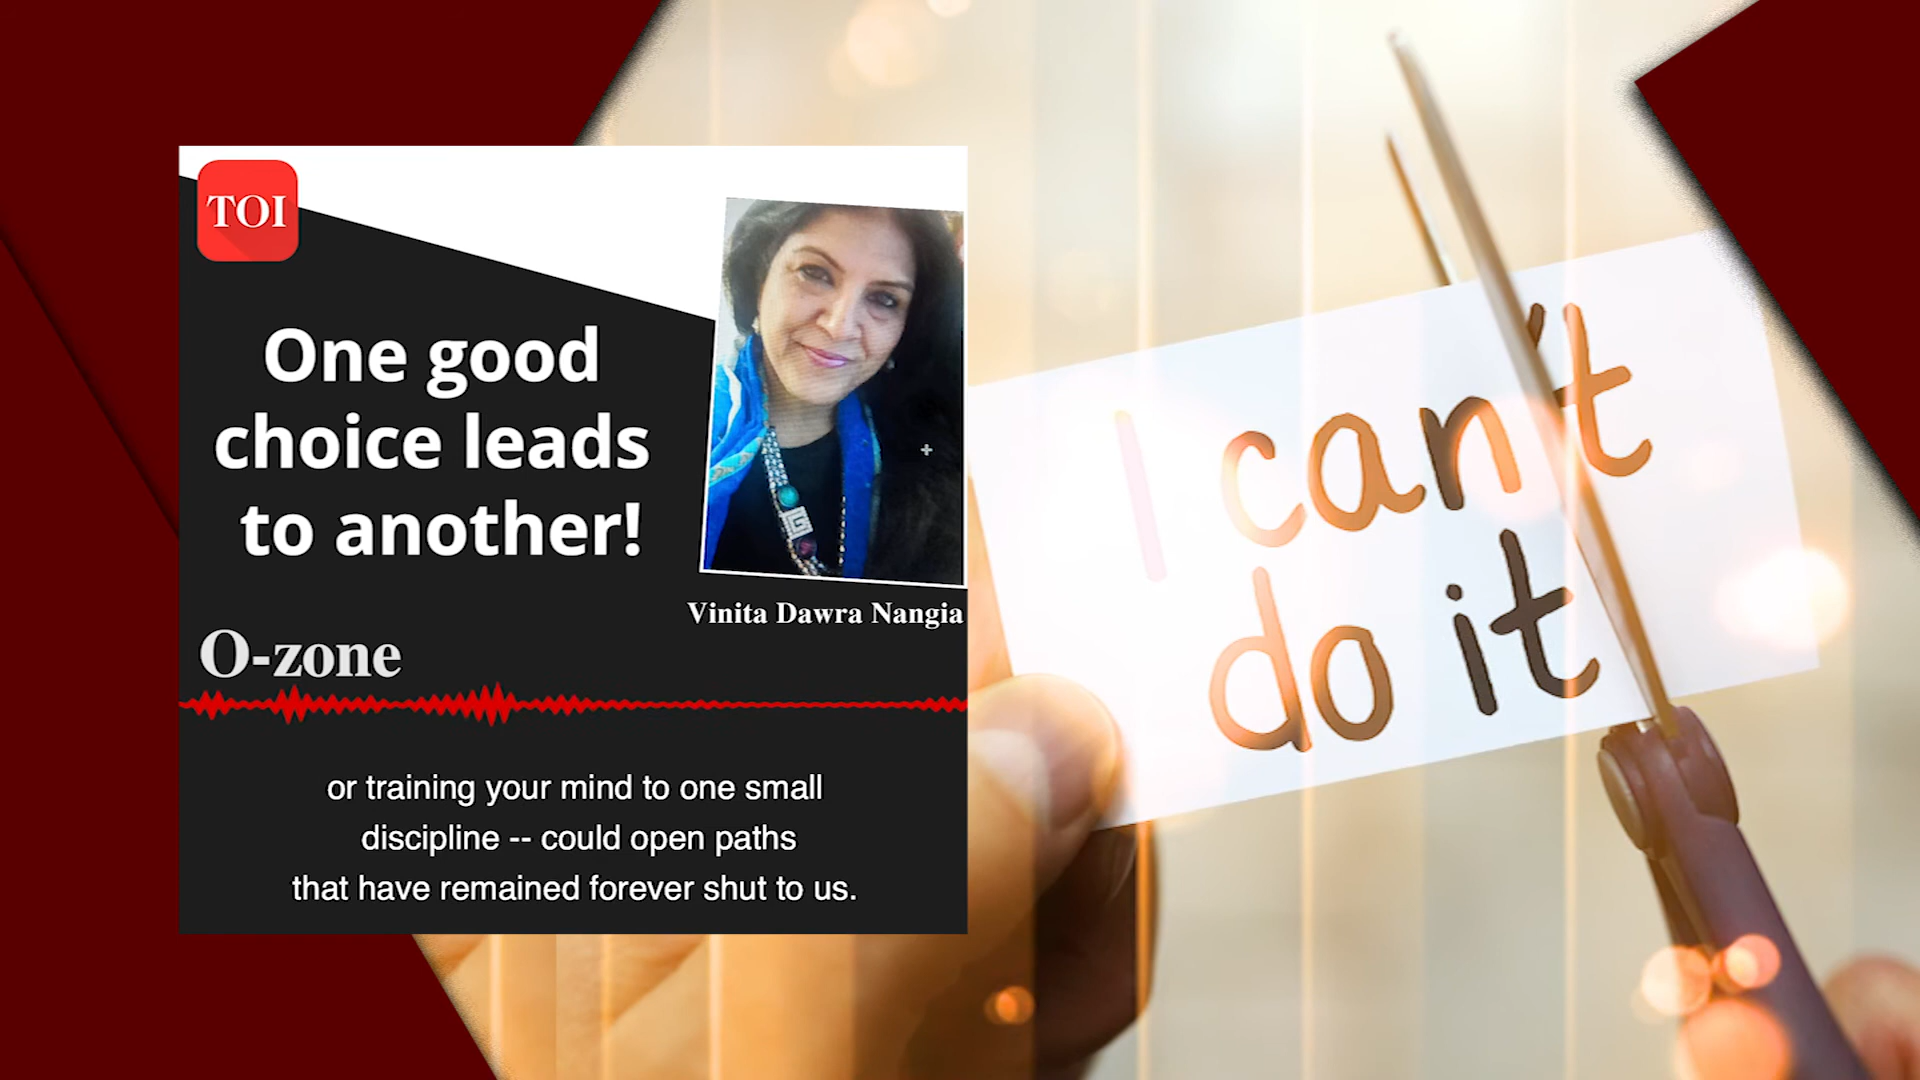 TOI
One good
choice leads
to another!
Vinita Dawra Nangia
O-zone
or training your mind to one small
discipline -- could open paths
that have remained forever shut to us.
I can't
do it